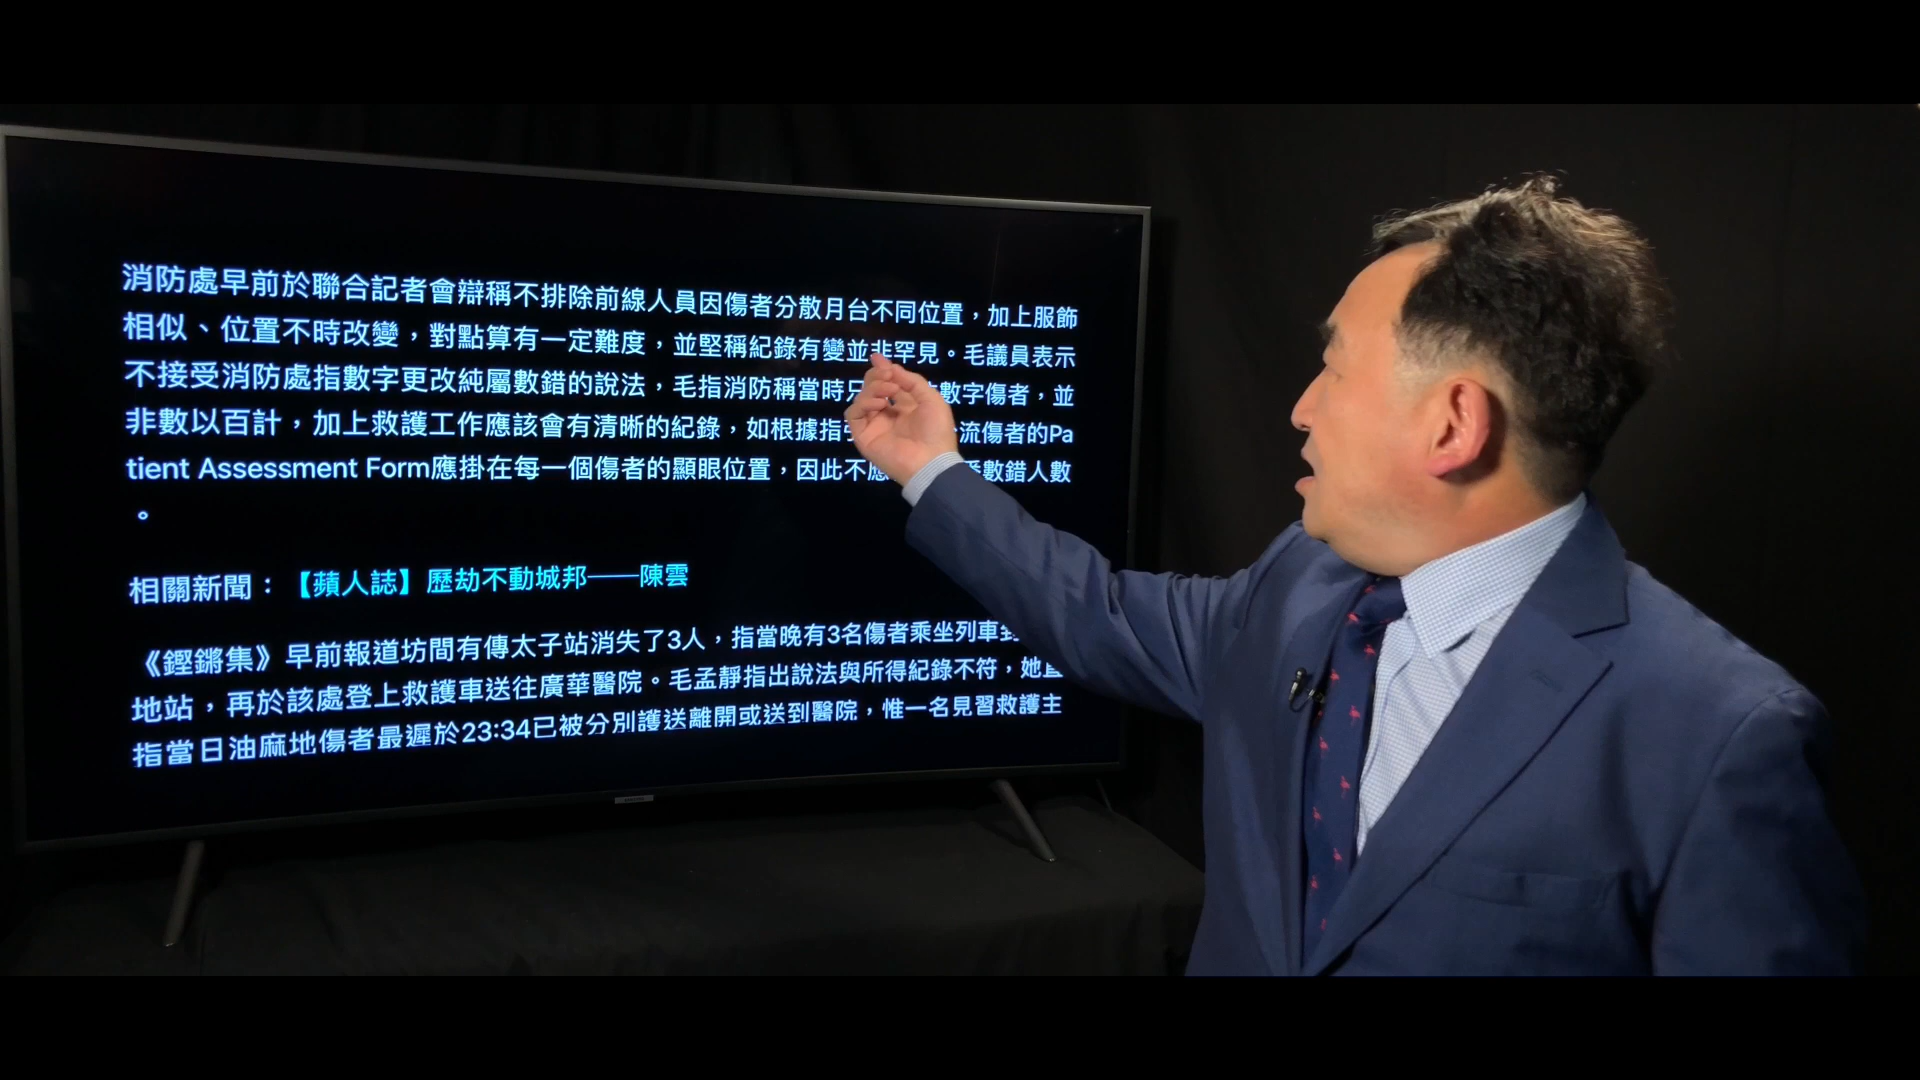 消防處早前於聯合記者會辯稱不排除前線人員因傷者分散月台不同位置，加上服飾
相似、位置不時改變，對點算有一定難度，並堅稱紀錄有變並非罕見。毛議員表示
不接受消防處指數字更改純屬數錯的說法，毛指消防稱當時只 數字傷者，並
非數以百計，加上救護工作應該會有清晰的紀錄，如根據指 流傷者的Pa
tient Assessment Form應掛在每一個傷者的顯眼位置，因此不應 數錯人數
。
相關新聞：【蘋人誌】歷劫不動城邦──陳雲
《鏗鏘集》早前報道坊間有傳太子站消失了3人，指當晚有3名傷者乘坐列車
地站，再於該處登上救護車送往廣華醫院。毛孟靜指出說法與所得紀錄不符，她
指當日油麻地傷者最遲於23:34已被分別護送離開或送到醫院，惟一名見習救護主